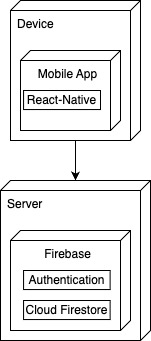 Device
Mobile App
React-Native
Server
Firebase
Authentication
Cloud Firestore